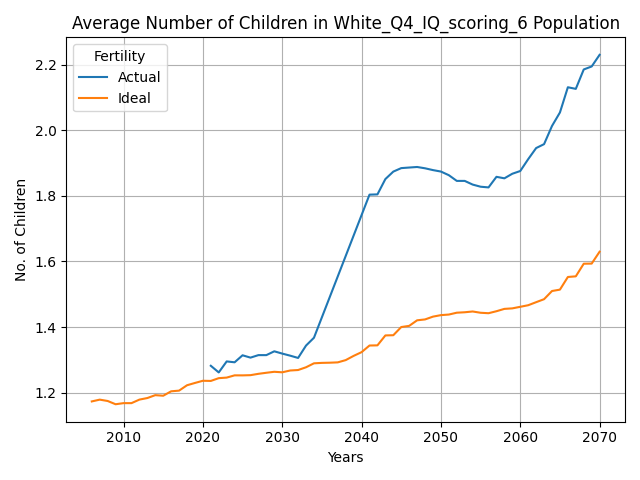 Average Number of Children in White_Q4_IQ_scoring_6 Population
Fertility
Actual
Ideal
No. of Children
2.2
2.0
1.8
1.6
1.4
1.2
2010 2020 2030 2040 2050 2060 2070
Years